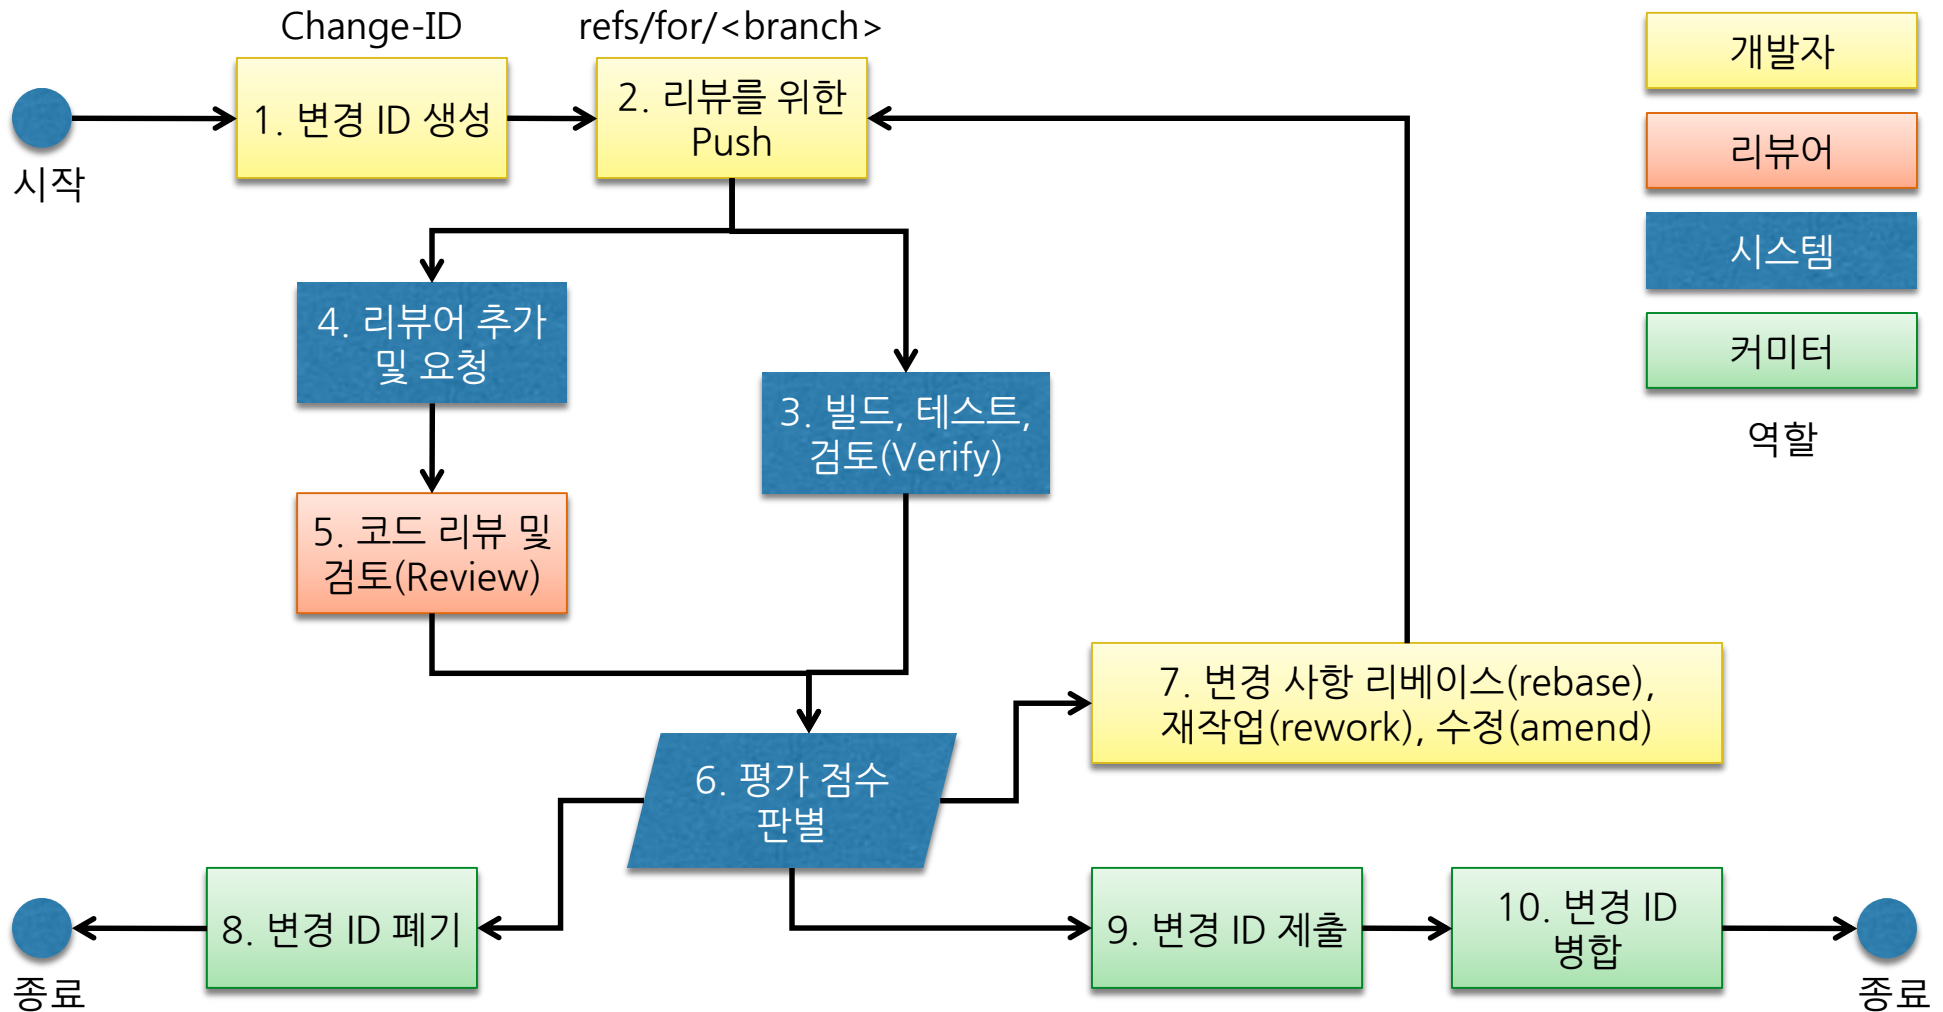 Change-ID
refs/for/<branch>
시작
1. 변경 ID 생성
2. 리뷰를 위한
Push
개발자
리뷰어
시스템
커미터
역할
4. 리뷰어 추가
및 요청
3. 빌드, 테스트,
검토(Verify)
5. 코드 리뷰 및
검토(Review)
6. 평가 점수
판별
7. 변경 사항 리베이스(rebase),
재작업(rework), 수정(amend)
8. 변경 ID 폐기
종료
9. 변경 ID 제출
10. 변경 ID
병합
종료